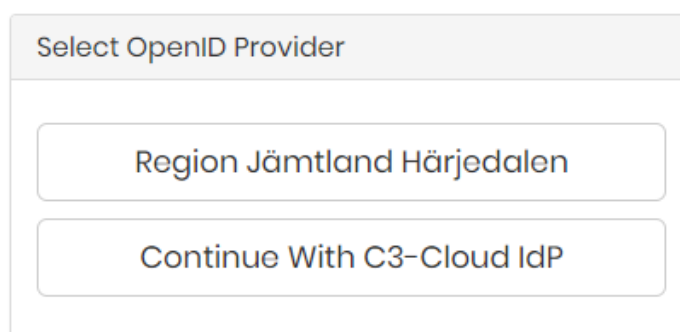 Select OpenID Provider
Region Jämtland Härjedalen
Continue With C3-Cloud IdP